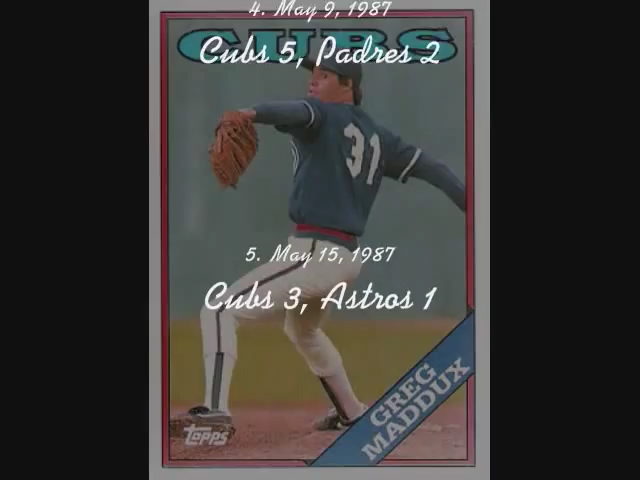 4. May 9, 1987
CUBS
Cubs 5, Padres 2
31
5. May 15, 1987
Cubs 3, Astros 1
GREG
MADDUX
Topps